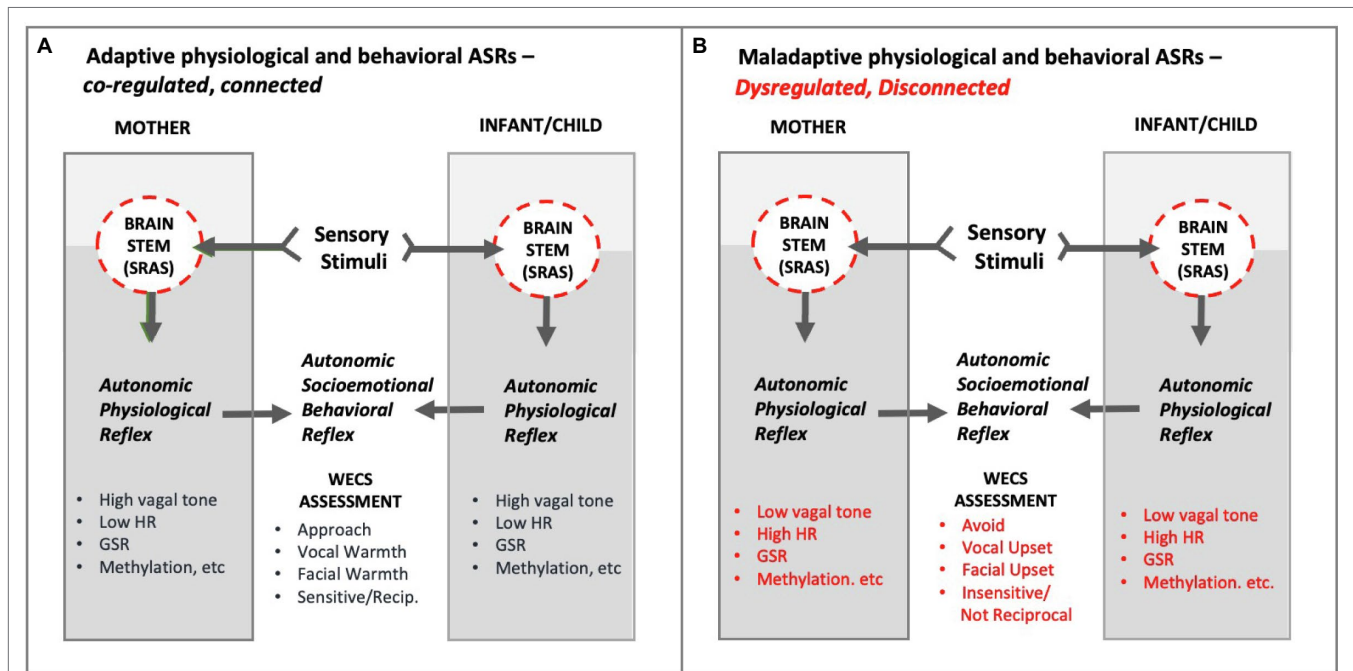 A
Adaptive physiological and behavioral ASRs –
co-regulated, connected
MOTHER
INFANT/CHILD
BRAIN
STEM
(SRAS)
Sensory
Stimuli
BRAIN
STEM
(SRAS)
Autonomic
Physiological
Reflex
Autonomic
Socioemotional
Behavioral
Reflex
Autonomic
Physiological
Reflex
• High vagal tone
• Low HR
• GSR
• Methylation, etc
WECS
ASSESSMENT
• Approach
• Vocal Warmth
• Facial Warmth
• Sensitive/Recip.
• High vagal tone
• Low HR
• GSR
• Methylation, etc
B
Maladaptive physiological and behavioral ASRs –
Dysregulated, Disconnected
MOTHER
INFANT/CHILD
BRAIN
STEM
(SRAS)
Sensory
Stimuli
BRAIN
STEM
(SRAS)
Autonomic
Physiological
Reflex
Autonomic
Socioemotional
Behavioral
Reflex
Autonomic
Physiological
Reflex
• Low vagal tone
• High HR
• GSR
• Methylation. etc
WECS
ASSESSMENT
• Avoid
• Vocal Upset
• Facial Upset
• Insensitive/
Not Reciprocal
• Low vagal tone
• High HR
• GSR
• Methylation. etc.